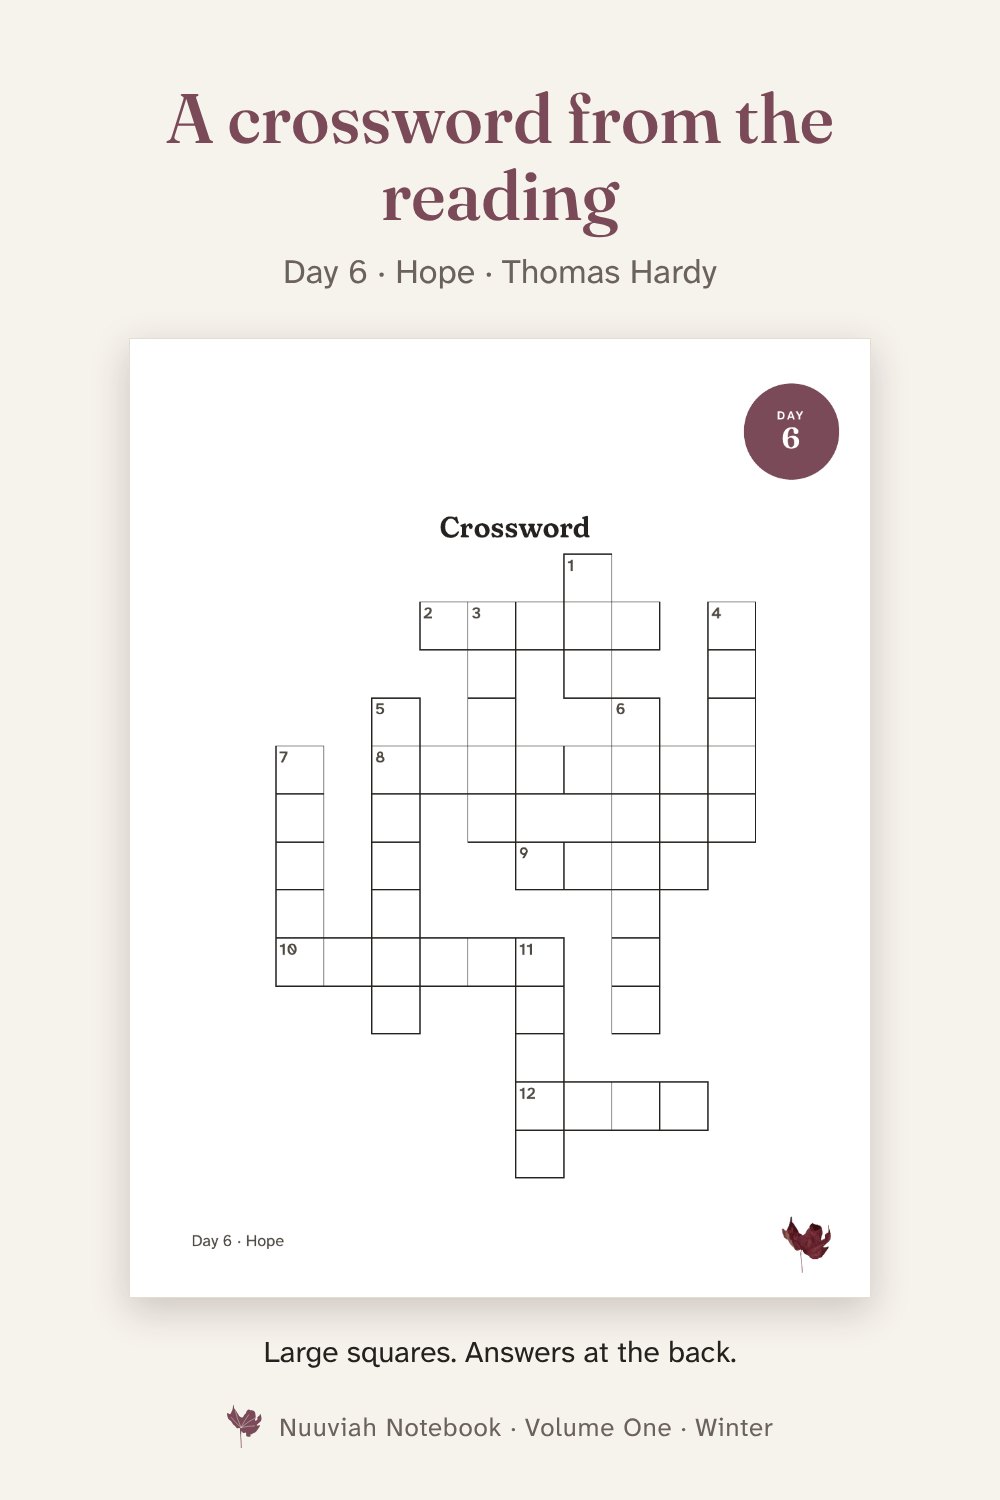 A crossword from the
reading
Day 6 · Hope · Thomas Hardy
DAY
6
Crossword
1
2 3 4
5 6
7 8
9
10 11
12
Day 6 · Hope
Large squares. Answers at the back.
Nuuviah Notebook · Volume One · Winter